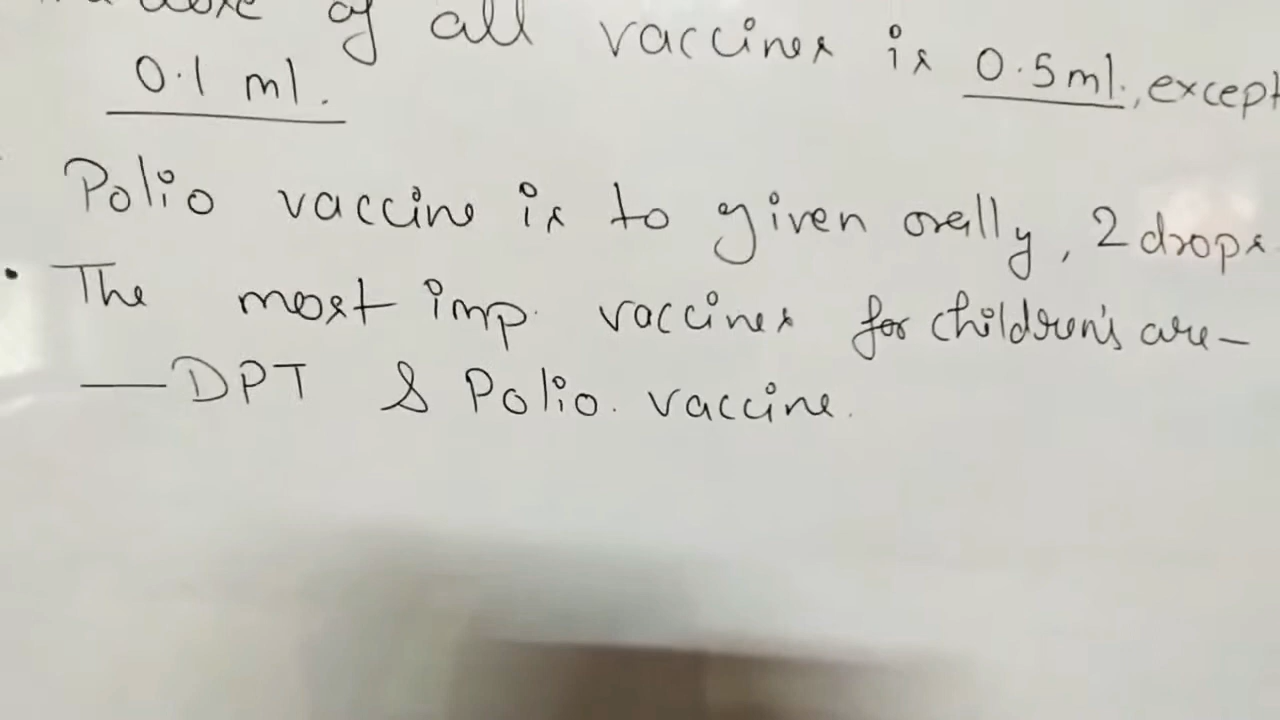 of all vaccines is 0.5ml., except
0.1 ml.
Polio vaccine is to given orally, 2 drops
• The most imp. vaccines for children's are-
— DPT & Polio. vaccine.